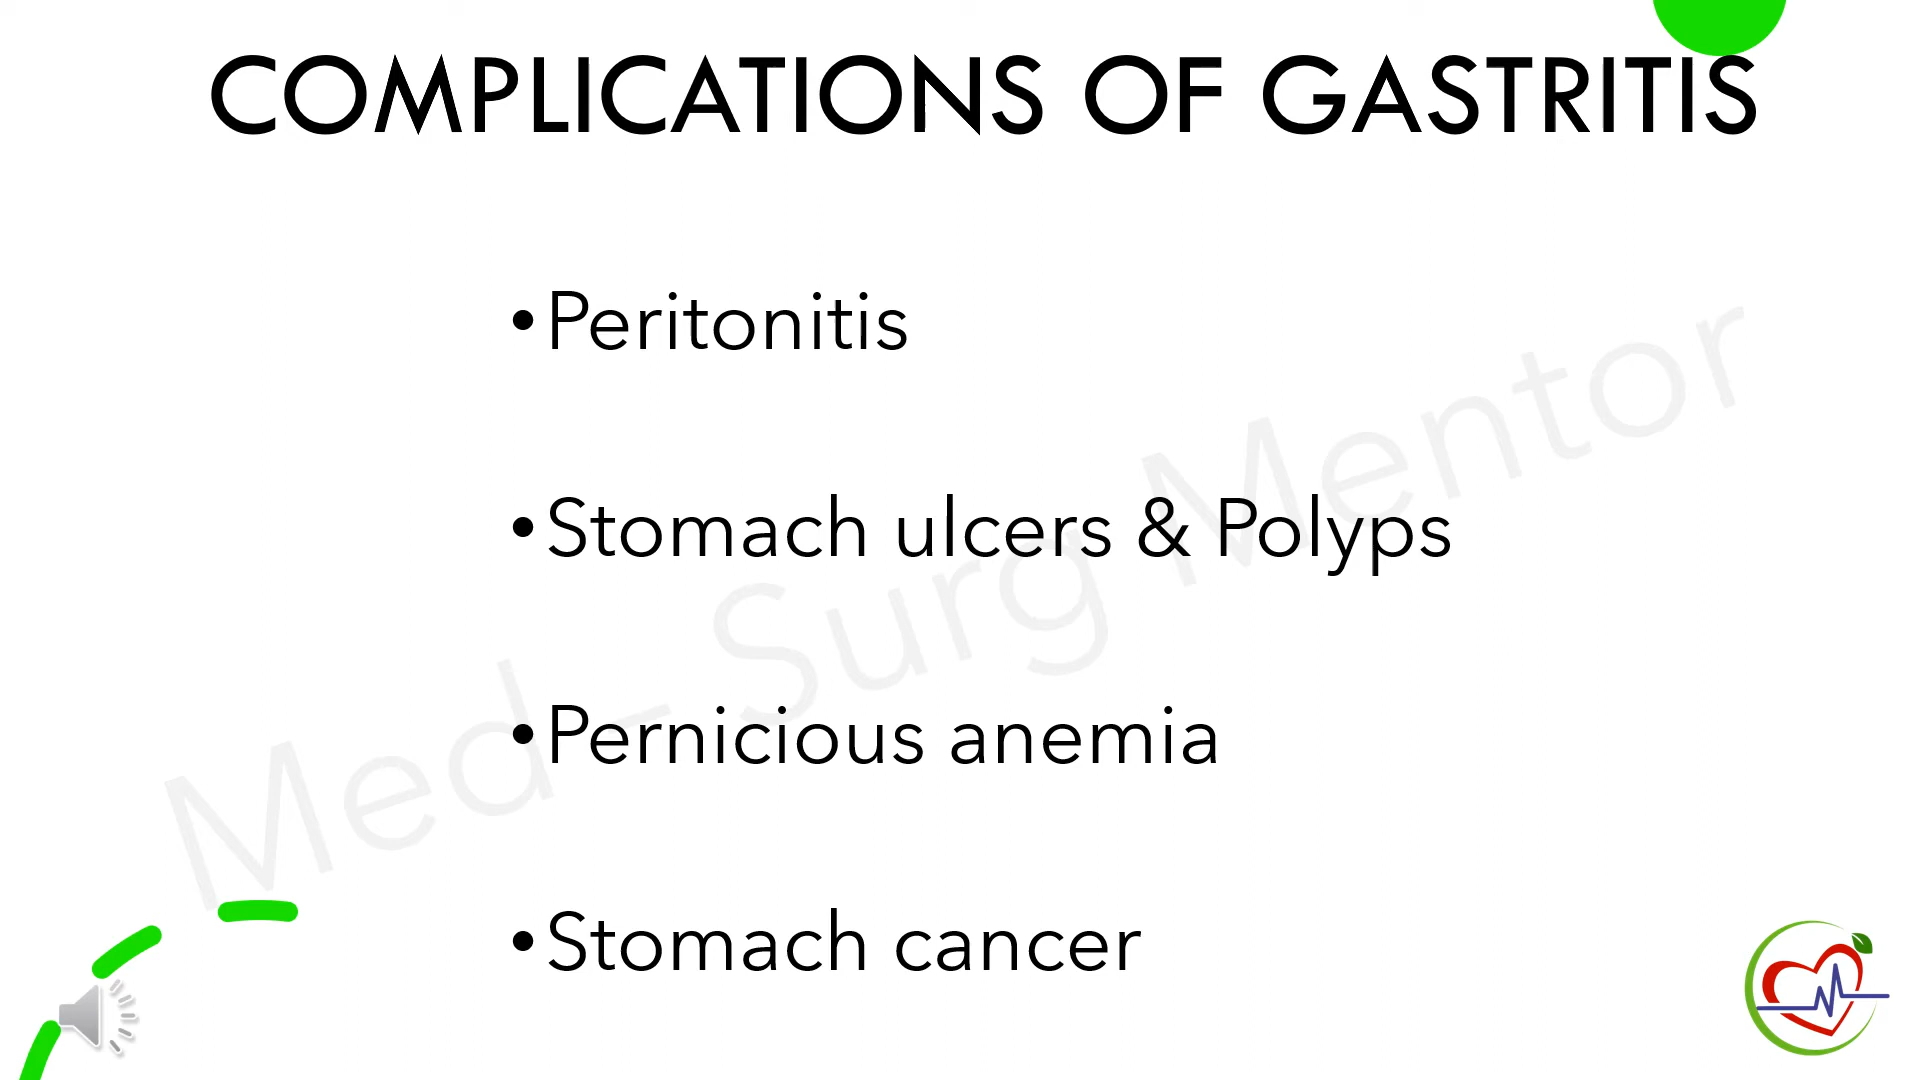 COMPLICATIONS OF GASTRITIS
•Peritonitis
•Stomach ulcers & Polyps
•Pernicious anemia
•Stomach cancer
Med – Surg Mentor